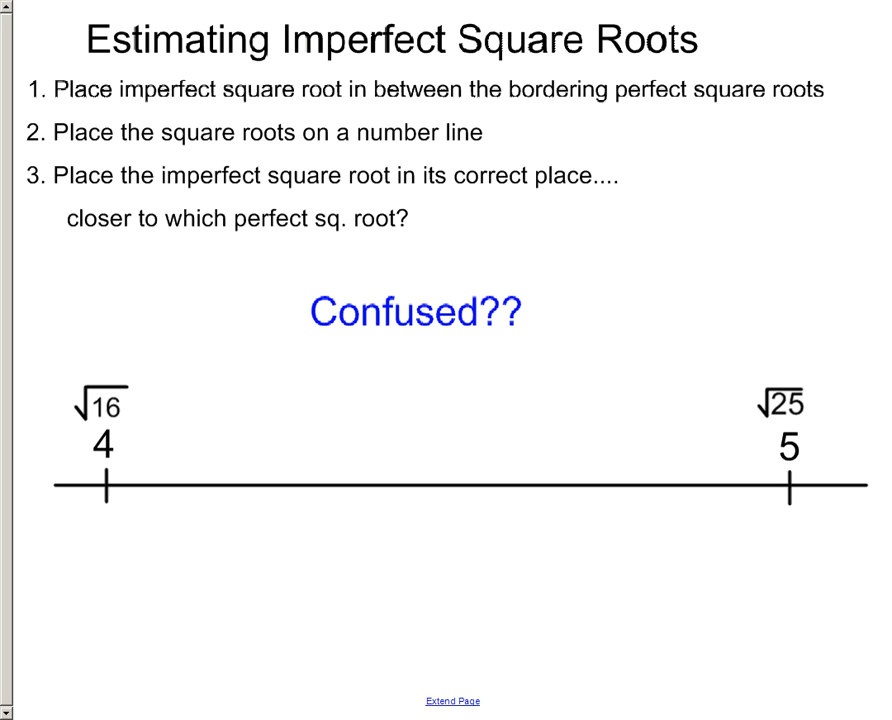 Estimating Imperfect Square Roots
1. Place imperfect square root in between the bordering perfect square roots
2. Place the square roots on a number line
3. Place the imperfect square root in its correct place....
closer to which perfect sq. root?
Confused??
√16 √25
4 5
Extend Page